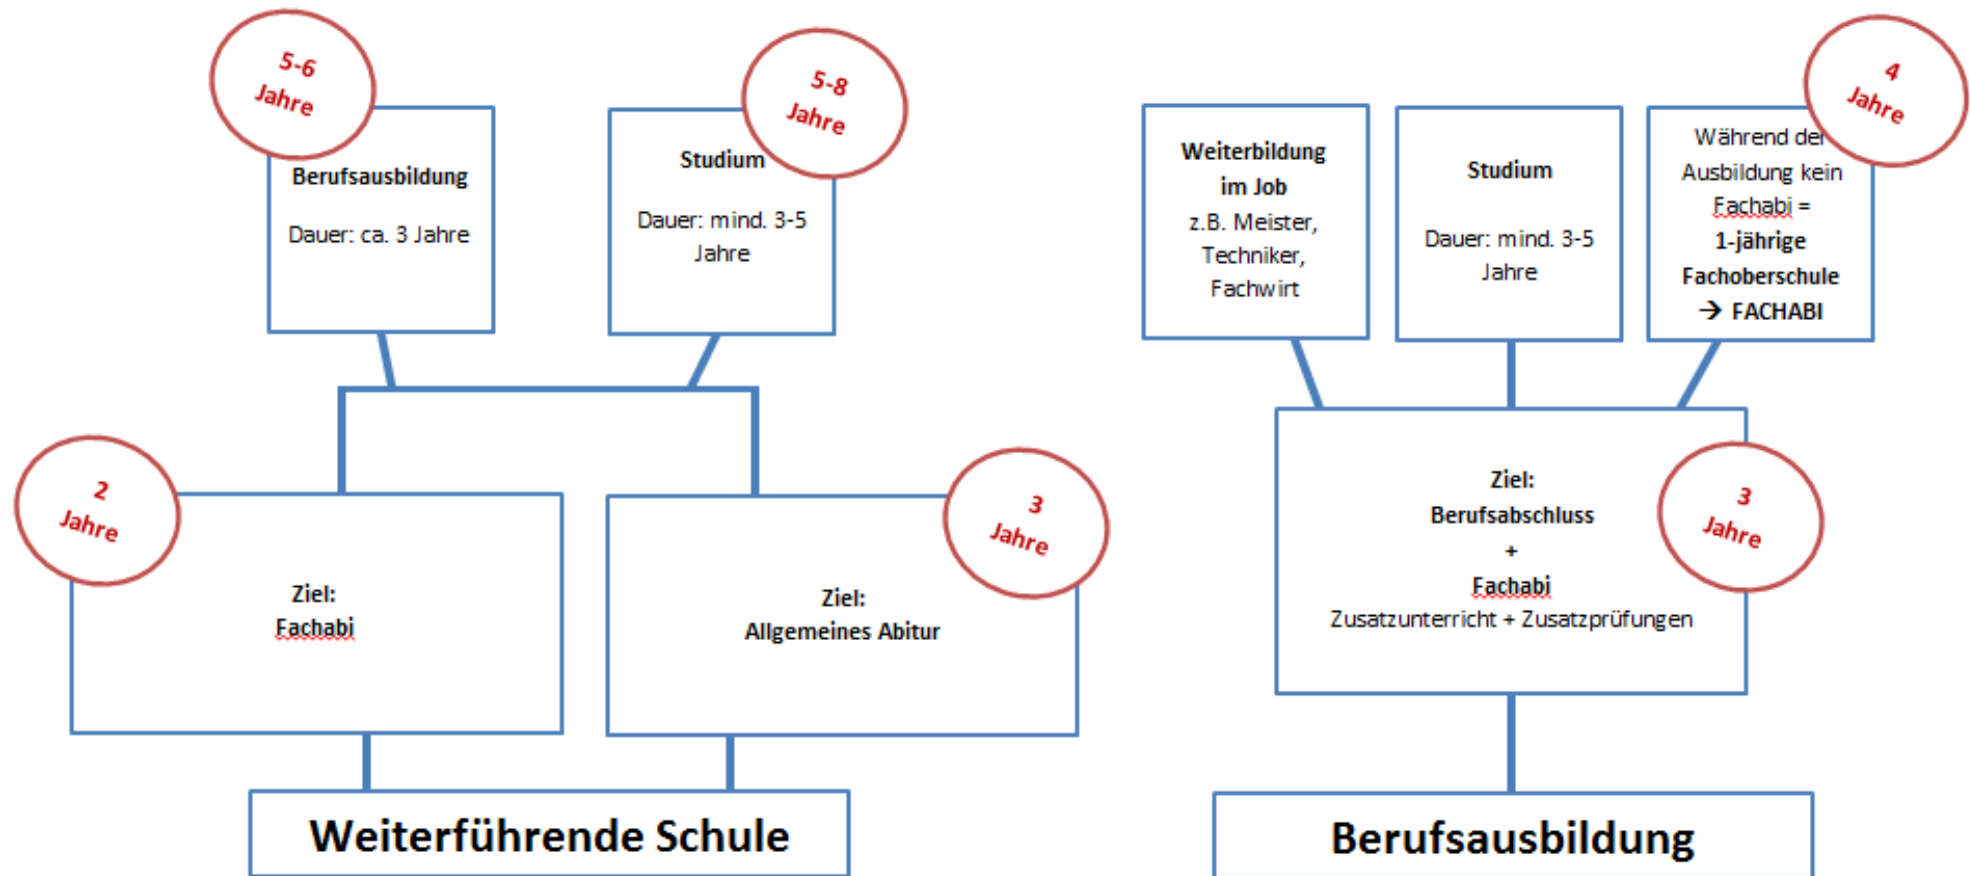 5-6
Jahre
Berufsausbildung
Dauer: ca. 3 Jahre
5-8
Jahre
Studium
Dauer: mind. 3-5
Jahre
2
Jahre
Ziel:
Fachabi
3
Jahre
Ziel:
Allgemeines Abitur
Weiterführende Schule
Weiterbildung
im Job
z.B. Meister,
Techniker,
Fachwirt
Studium
Dauer: mind. 3-5
Jahre
4
Jahre
Während der
Ausbildung kein
Fachabi =
1-jährige
Fachoberschule
→ FACHABI
Ziel:
Berufsabschluss
+
Fachabi
Zusatzunterricht + Zusatzprüfungen
3
Jahre
Berufsausbildung